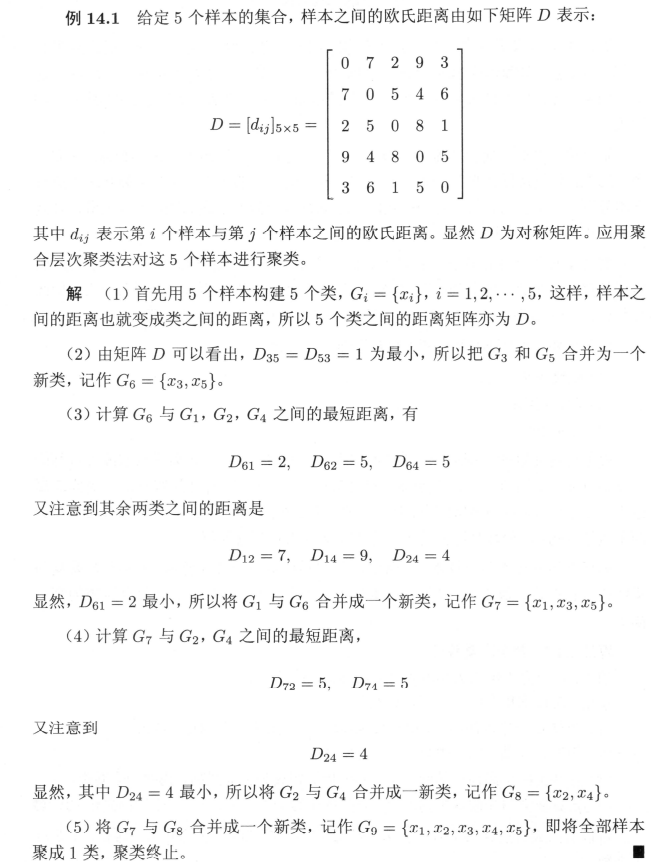 例 14.1 给定 5 个样本的集合，样本之间的欧氏距离由如下矩阵 D 表示：
0 7 2 9 3
7 0 5 4 6
D = [d_{ij}]_{5×5} = 2 5 0 8 1
9 4 8 0 5
3 6 1 5 0
其中 d_{ij} 表示第 i 个样本与第 j 个样本之间的欧氏距离。显然 D 为对称矩阵。应用聚
合层次聚类法对这 5 个样本进行聚类。
解 （1）首先用 5 个样本构建 5 个类，G_i = {x_i}，i = 1, 2, ⋯, 5，这样，样本之
间的距离也就变成类之间的距离，所以 5 个类之间的距离矩阵亦为 D。
（2）由矩阵 D 可以看出，D_{35} = D_{53} = 1 为最小，所以把 G_3 和 G_5 合并为一个
新类，记作 G_6 = {x_3, x_5}。
（3）计算 G_6 与 G_1，G_2，G_4 之间的最短距离，有
D_{61} = 2, D_{62} = 5, D_{64} = 5
又注意到其余两类之间的距离是
D_{12} = 7, D_{14} = 9, D_{24} = 4
显然，D_{61} = 2 最小，所以将 G_1 与 G_6 合并成一个新类，记作 G_7 = {x_1, x_3, x_5}。
（4）计算 G_7 与 G_2，G_4 之间的最短距离，
D_{72} = 5, D_{74} = 5
又注意到
D_{24} = 4
显然，其中 D_{24} = 4 最小，所以将 G_2 与 G_4 合并成一新类，记作 G_8 = {x_2, x_4}。
（5）将 G_7 与 G_8 合并成一个新类，记作 G_9 = {x_1, x_2, x_3, x_4, x_5}，即将全部样本
聚成 1 类，聚类终止。 ■